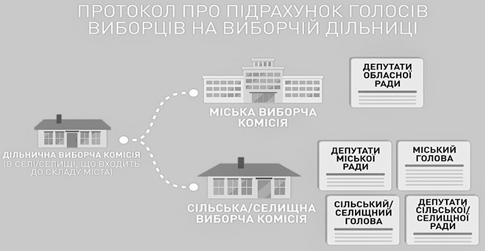 ПРОТОКОЛ ПРО ПІДРАХУНОК ГОЛОСІВ
ВИБОРЦІВ НА ВИБОРЧІЙ ДІЛЬНИЦІ
ДІЛЬНИЧНА ВИБОРЧА КОМІСІЯ
(В СЕЛІ/СЕЛИЩІ, ЩО ВХОДИТЬ
ДО СКЛАДУ МІСТА)
МІСЬКА ВИБОРЧА
КОМІСІЯ
СІЛЬСЬКА/СЕЛИЩНА
ВИБОРЧА КОМІСІЯ
ДЕПУТАТИ
ОБЛАСНОЇ
РАДИ
ДЕПУТАТИ
МІСЬКОЇ
РАДИ
МІСЬКИЙ
ГОЛОВА
СІЛЬСЬКИЙ/
СЕЛИЩНИЙ
ГОЛОВА
ДЕПУТАТИ
СІЛЬСЬКОЇ/
СЕЛИЩНОЇ
РАДИ